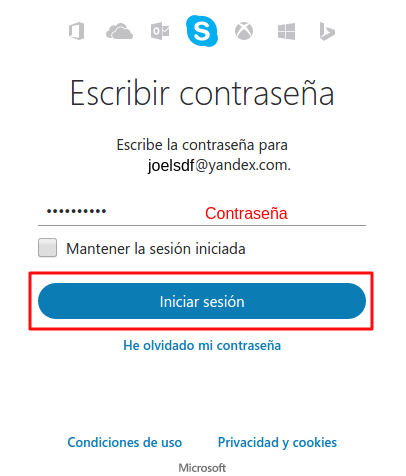 Escribir contraseña
Escribe la contraseña para
joelsdf@yandex.com.
•••••••••• Contraseña
Mantener la sesión iniciada
Iniciar sesión
He olvidado mi contraseña
Condiciones de uso Privacidad y cookies
Microsoft